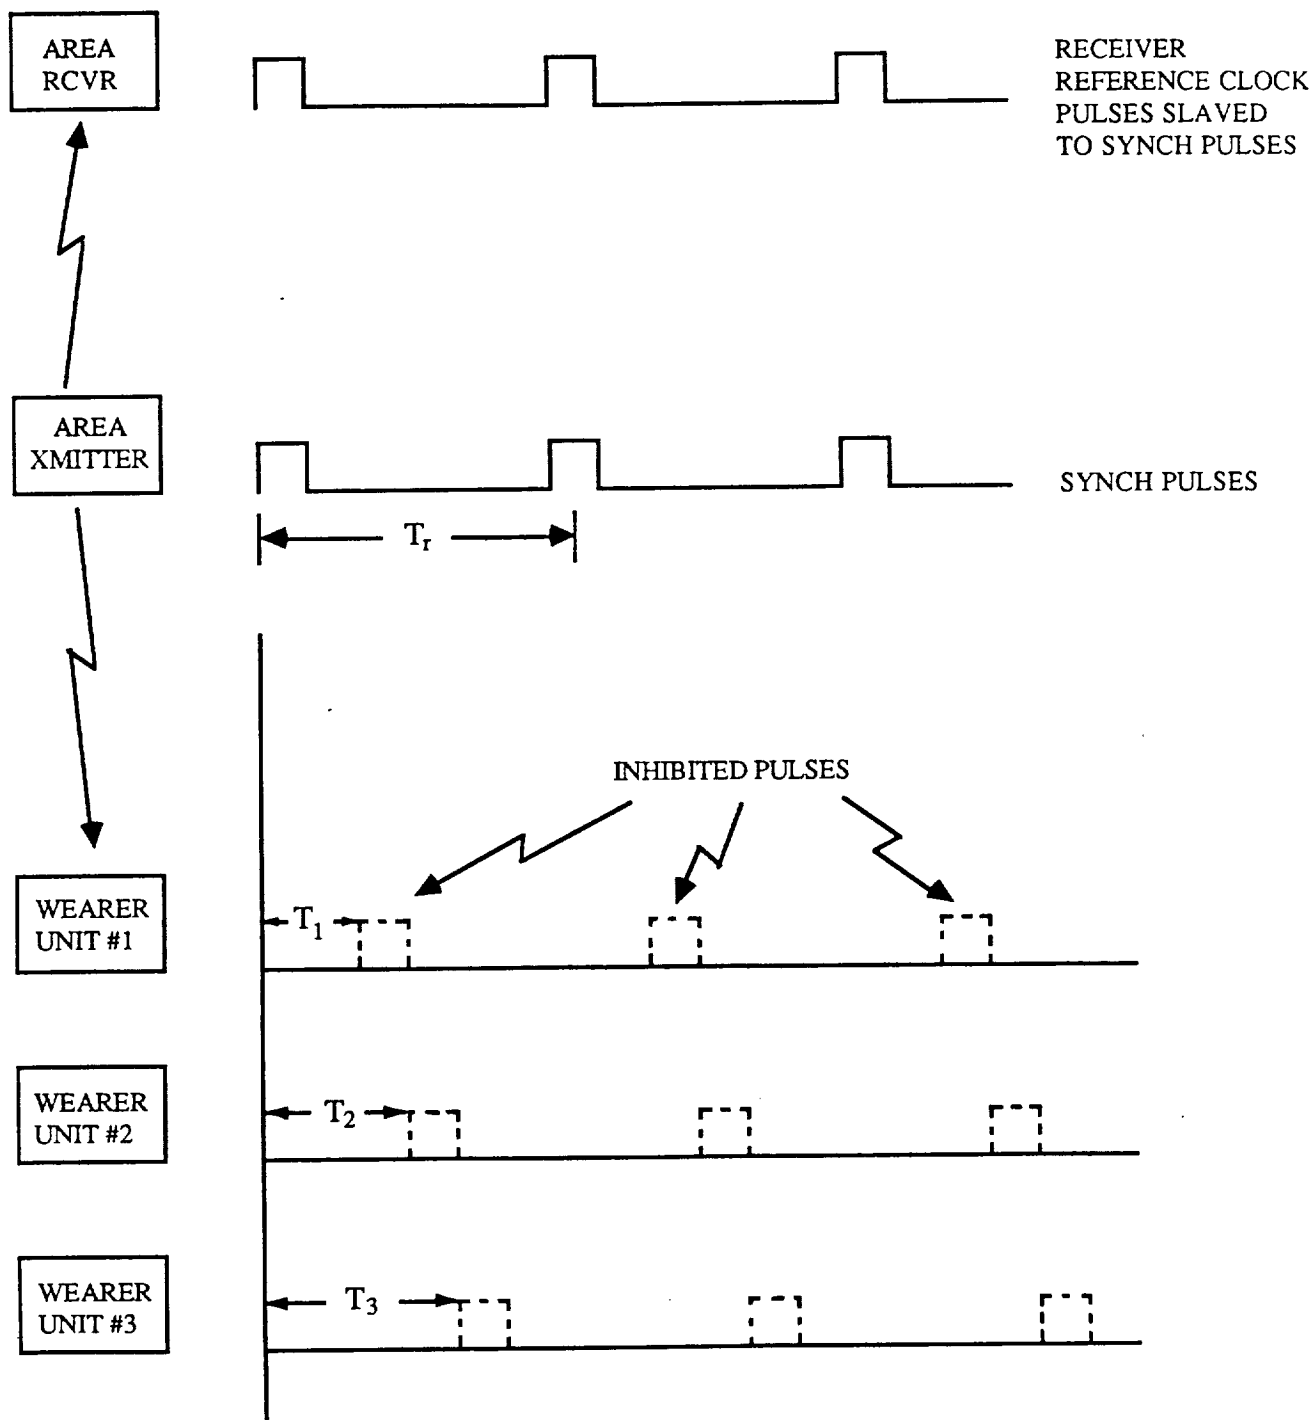 AREA
RCVR
RECEIVER
REFERENCE CLOCK
PULSES SLAVED
TO SYNCH PULSES
AREA
XMITTER
SYNCH PULSES
Tr
INHIBITED PULSES
WEARER
UNIT #1
T1
WEARER
UNIT #2
T2
WEARER
UNIT #3
T3